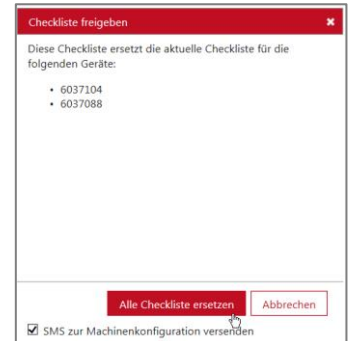 Checkliste freigeben
Diese Checkliste ersetzt die aktuelle Checkliste für die
folgenden Geräte:
• 6037104
• 6037088
Alle Checkliste ersetzen
Abbrechen
SMS zur Machinenkonfiguration versenden